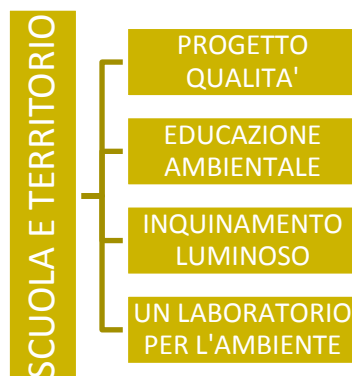 SCUOLA E TERRITORIO
PROGETTO
QUALITA'
EDUCAZIONE
AMBIENTALE
INQUINAMENTO
LUMINOSO
UN LABORATORIO
PER L'AMBIENTE